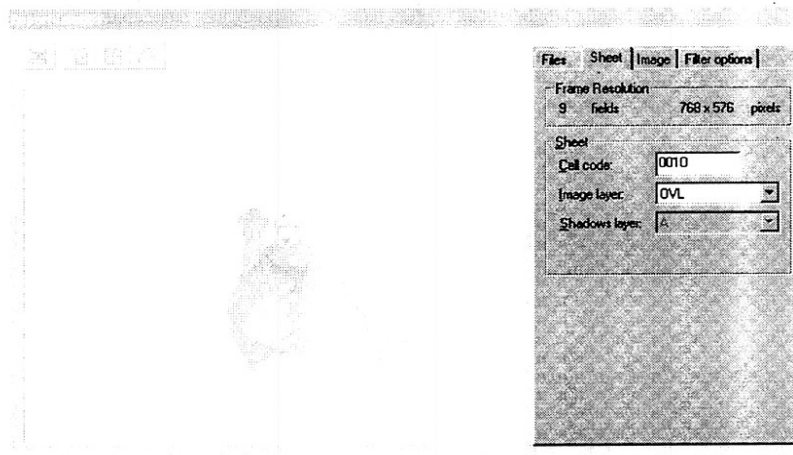 Files Sheet Image Filter options
Frame Resolution
9 fields 768 x 576 pixels
Sheet
Cell code: 0010
Image layer: OVL
Shadows layer: A